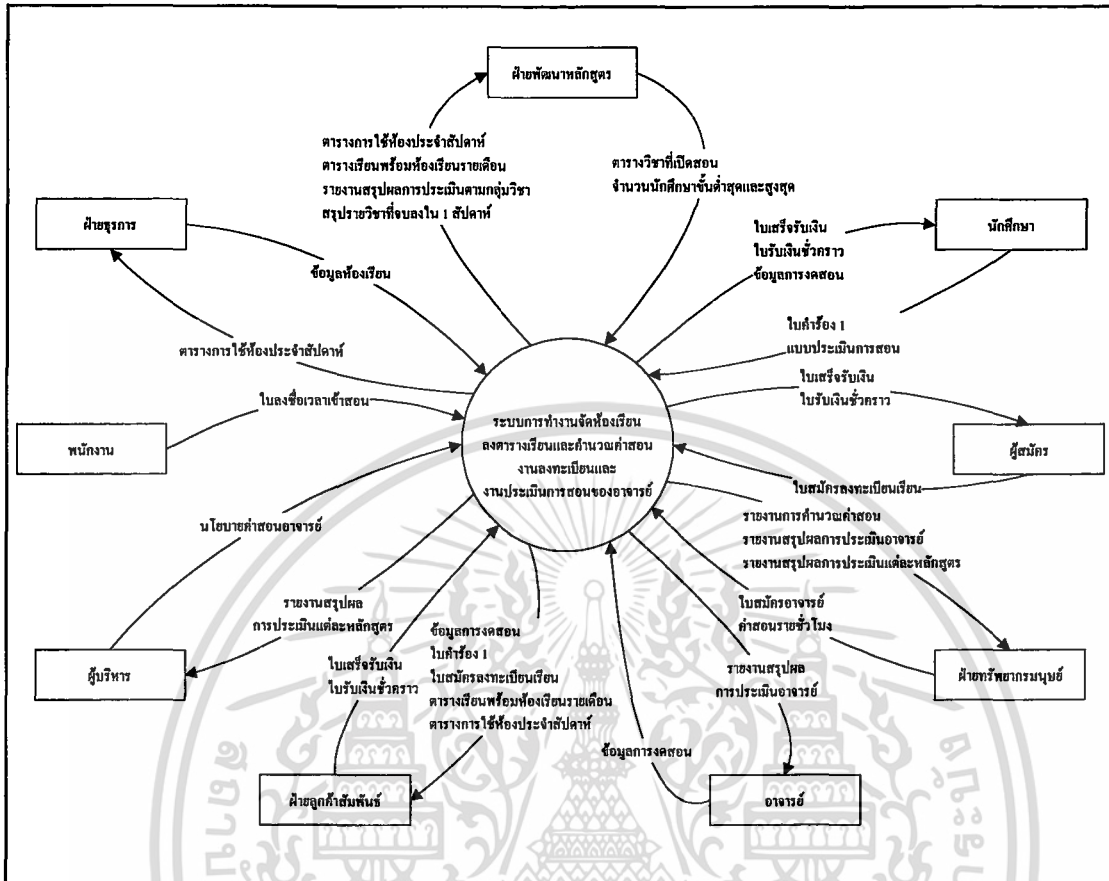 ฝ่ายพัฒนาหลักสูตร
ตารางการใช้ห้องประจำสัปดาห์
ตารางเรียนพร้อมห้องเรียนรายเดือน
รายงานสรุปผลการประเมินตามกลุ่มวิชา
สรุปรายวิชาที่จบลงใน 1 สัปดาห์
ตารางวิชาที่เปิดสอน
จำนวนนักศึกษาขั้นต่ำสุดและสูงสุด
ฝ่ายธุรการ
ข้อมูลห้องเรียน
ใบเสร็จรับเงิน
ใบรับเงินชั่วคราว
ข้อมูลการงดสอน
นักศึกษา
ตารางการใช้ห้องประจำสัปดาห์
ใบคำร้อง 1
แบบประเมินการสอน
ใบเสร็จรับเงิน
ใบรับเงินชั่วคราว
ใบลงชื่อเวลาเข้าสอน
พนักงาน
ระบบการทำงานจัดห้องเรียน
ลงตารางเรียนและคำนวณค่าสอน
งานลงทะเบียนและ
งานประเมินการสอนของอาจารย์
ผู้สมัคร
ใบสมัครลงทะเบียนเรียน
นโยบายค่าสอนอาจารย์
รายงานการคำนวณค่าสอน
รายงานสรุปผลการประเมินอาจารย์
รายงานสรุปผลการประเมินแต่ละหลักสูตร
รายงานสรุปผล
การประเมินแต่ละหลักสูตร
ใบสมัครอาจารย์
ค่าสอนรายชั่วโมง
ผู้บริหาร
ใบเสร็จรับเงิน
ใบรับเงินชั่วคราว
ข้อมูลการงดสอน
ใบคำร้อง 1
ใบสมัครลงทะเบียนเรียน
ตารางเรียนพร้อมห้องเรียนรายเดือน
ตารางการใช้ห้องประจำสัปดาห์
รายงานสรุปผล
การประเมินอาจารย์
ฝ่ายทรัพยากรมนุษย์
ข้อมูลการงดสอน
ฝ่ายลูกค้าสัมพันธ์
อาจารย์